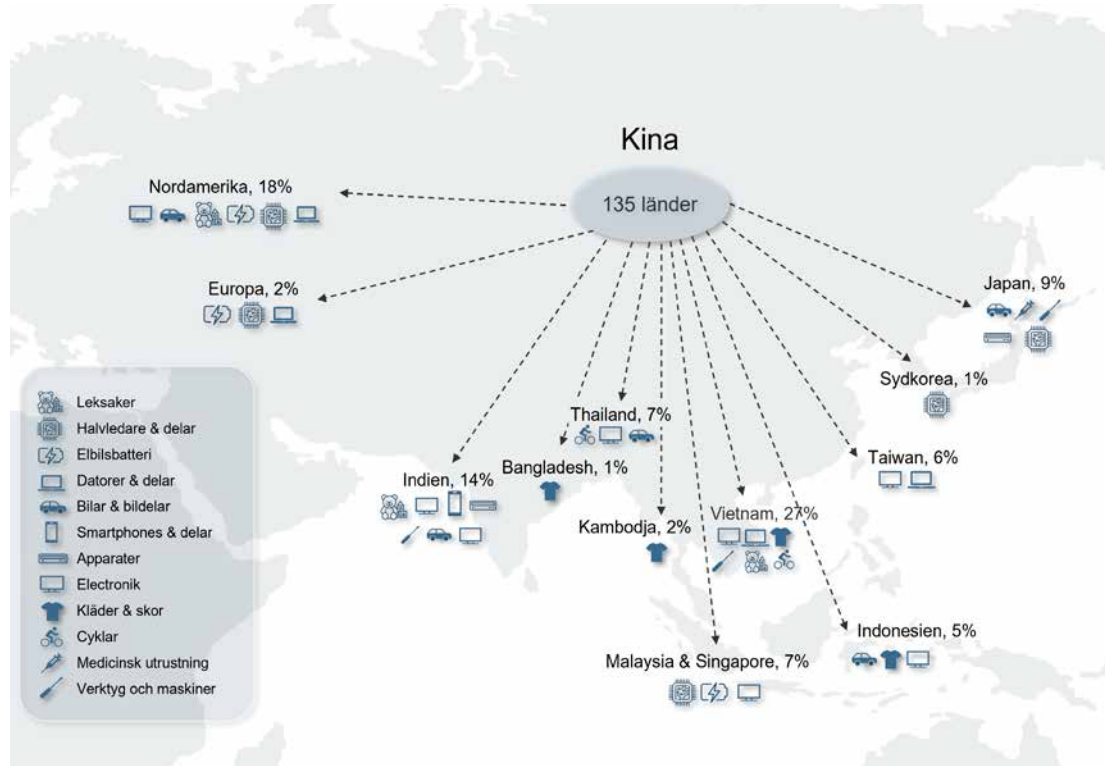 Kina
135 länder
Nordamerika, 18%
Europa, 2%
Japan, 9%
Sydkorea, 1%
Thailand, 7%
Taiwan, 6%
Bangladesh, 1%
Indien, 14%
Vietnam, 27%
Kambodja, 2%
Indonesien, 5%
Malaysia & Singapore, 7%
Leksaker
Halvledare & delar
Elbilsbatteri
Datorer & delar
Bilar & bildelar
Smartphones & delar
Apparater
Electronik
Kläder & skor
Cyklar
Medicinsk utrustning
Verktyg och maskiner